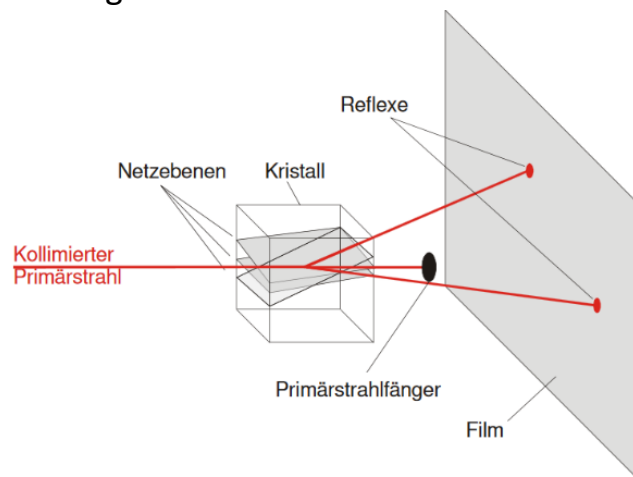 Reflexe
Netzebenen
Kristall
Kollimierter
Primärstrahl
Primärstrahlfänger
Film